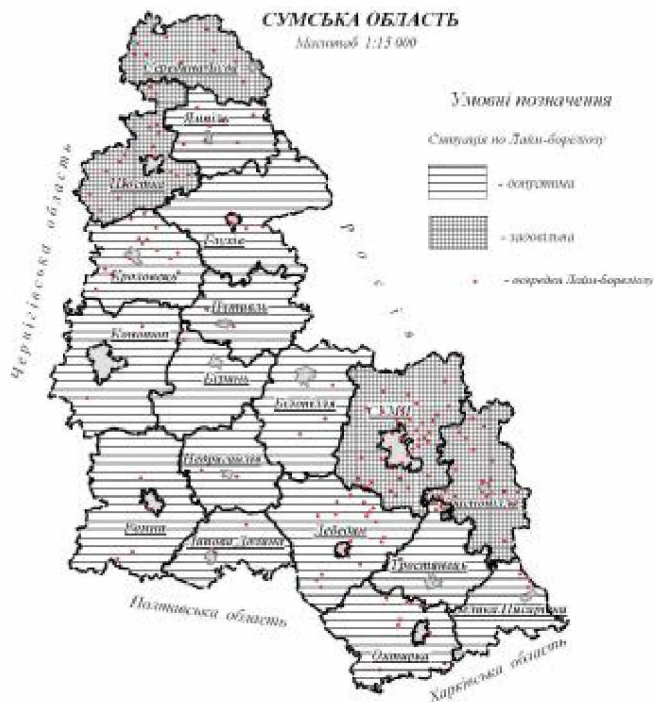 СУМСЬКА ОБЛАСТЬ
Масштаб 1:15 000
Умовні позначення
Ситуація по Лайм-бореліозу
- допустима
- задовільна
- осередки Лайм-бореліозу
Чернігівська область
Росія
Середина-Буда
Ямпіль
Шостка
Глухів
Кролевець
Путивль
Конотоп
Буринь
Білопілля
СУМИ
Недригайлів
Ромни
Липова Долина
Лебедин
Тростянець
Велика Писарівка
Охтирка
Полтавська область
Харківська область